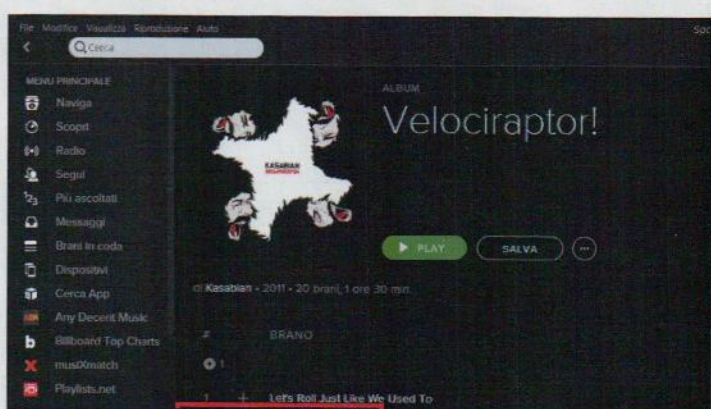 File Modifica Visualizza Riproduzione Aiuto
Cerca
MENU PRINCIPALE
Naviga
Scopri
Radio
Segui
Più ascoltati
Messaggi
Brani in coda
Dispositivi
Cerca App
Any Decent Music
Billboard Top Charts
musiXmatch
Playlists.net
ALBUM
Velociraptor!
KASABIAN
VELOCIRAPTOR!
PLAY
SALVA
di Kasabian • 2011 • 20 brani, 1 ore 30 min.
# BRANO
1
1 + Let's Roll Just Like We Used To